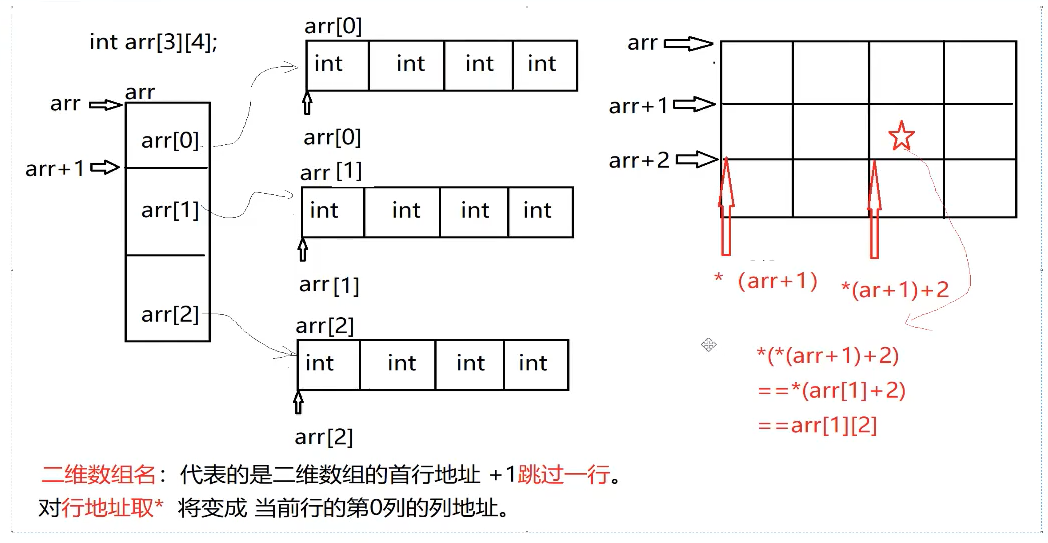 int arr[3][4];
arr
arr
arr[0]
arr+1
arr[1]
arr[2]
arr[0]
int int int int
arr[0]
arr [1]
int int int int
arr [1]
arr[2]
int int int int
arr[2]
arr
arr+1
arr+2
* (arr+1)
*(ar+1)+2
*(*(arr+1)+2)
==*(arr[1]+2)
==arr[1][2]
二维数组名：代表的是二维数组的首行地址 +1跳过一行。
对行地址取* 将变成 当前行的第0列的列地址。